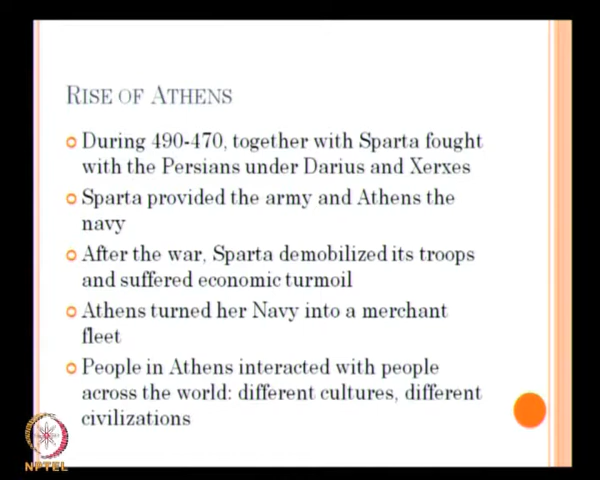 RISE OF ATHENS
During 490-470, together with Sparta fought
with the Persians under Darius and Xerxes
Sparta provided the army and Athens the
navy
After the war, Sparta demobilized its troops
and suffered economic turmoil
Athens turned her Navy into a merchant
fleet
People in Athens interacted with people
across the world: different cultures, different
civilizations
NPTEL